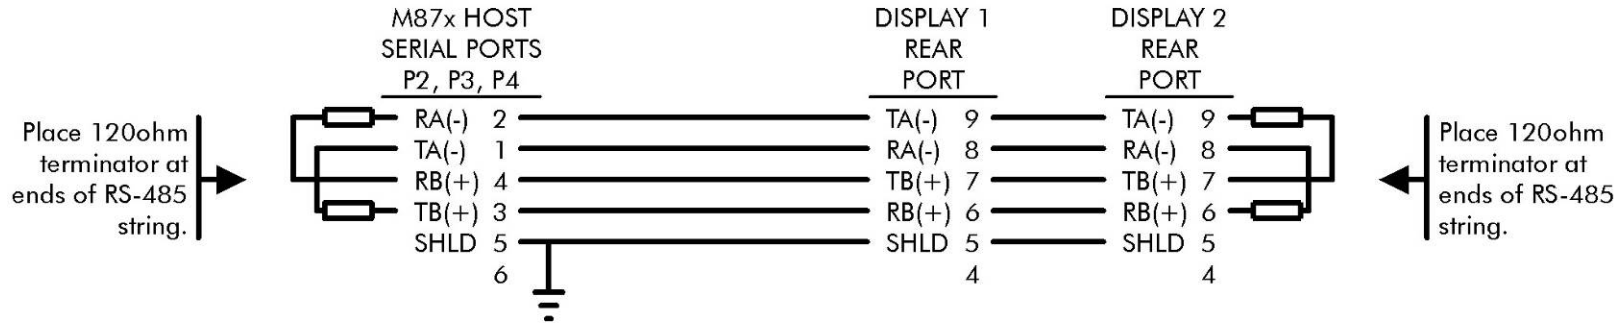 M87x HOST
SERIAL PORTS
P2, P3, P4
DISPLAY 1
REAR
PORT
DISPLAY 2
REAR
PORT
Place 120ohm
terminator at
ends of RS-485
string.
RA(-) 2
TA(-) 1
RB(+) 4
TB(+) 3
SHLD 5
6
TA(-) 9
RA(-) 8
TB(+) 7
RB(+) 6
SHLD 5
4
TA(-) 9
RA(-) 8
TB(+) 7
RB(+) 6
SHLD 5
4
Place 120ohm
terminator at
ends of RS-485
string.